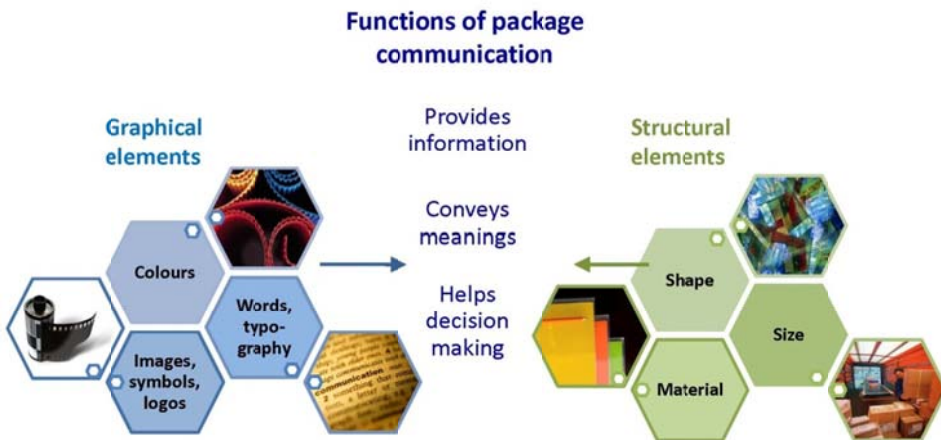 Functions of package
communication
Graphical
elements
Provides
information
Structural
elements
Conveys
meanings
Colours
Shape
Words,
typo-
graphy
Helps
decision
making
Size
Images,
symbols,
logos
communication
Material